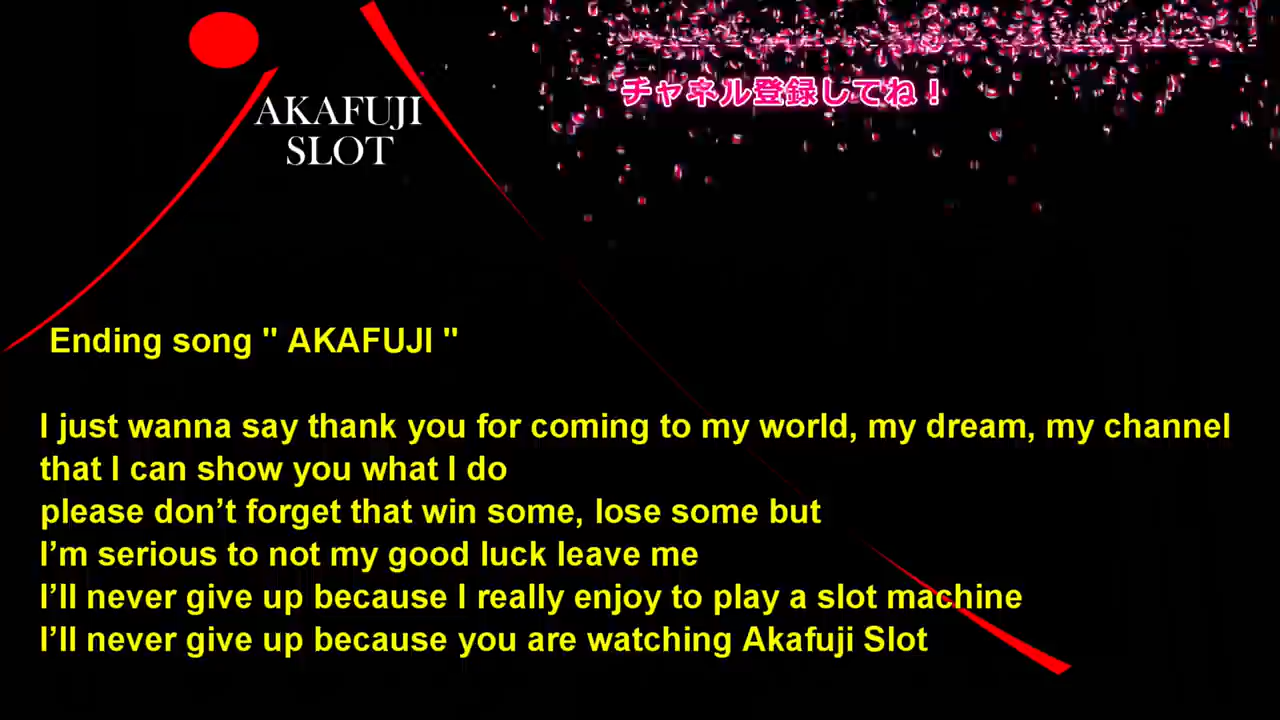 AKAFUJI
SLOT
チャネル登録してね！
Ending song " AKAFUJI "
I just wanna say thank you for coming to my world, my dream, my channel
that I can show you what I do
please don’t forget that win some, lose some but
I’m serious to not my good luck leave me
I’ll never give up because I really enjoy to play a slot machine
I’ll never give up because you are watching Akafuji Slot